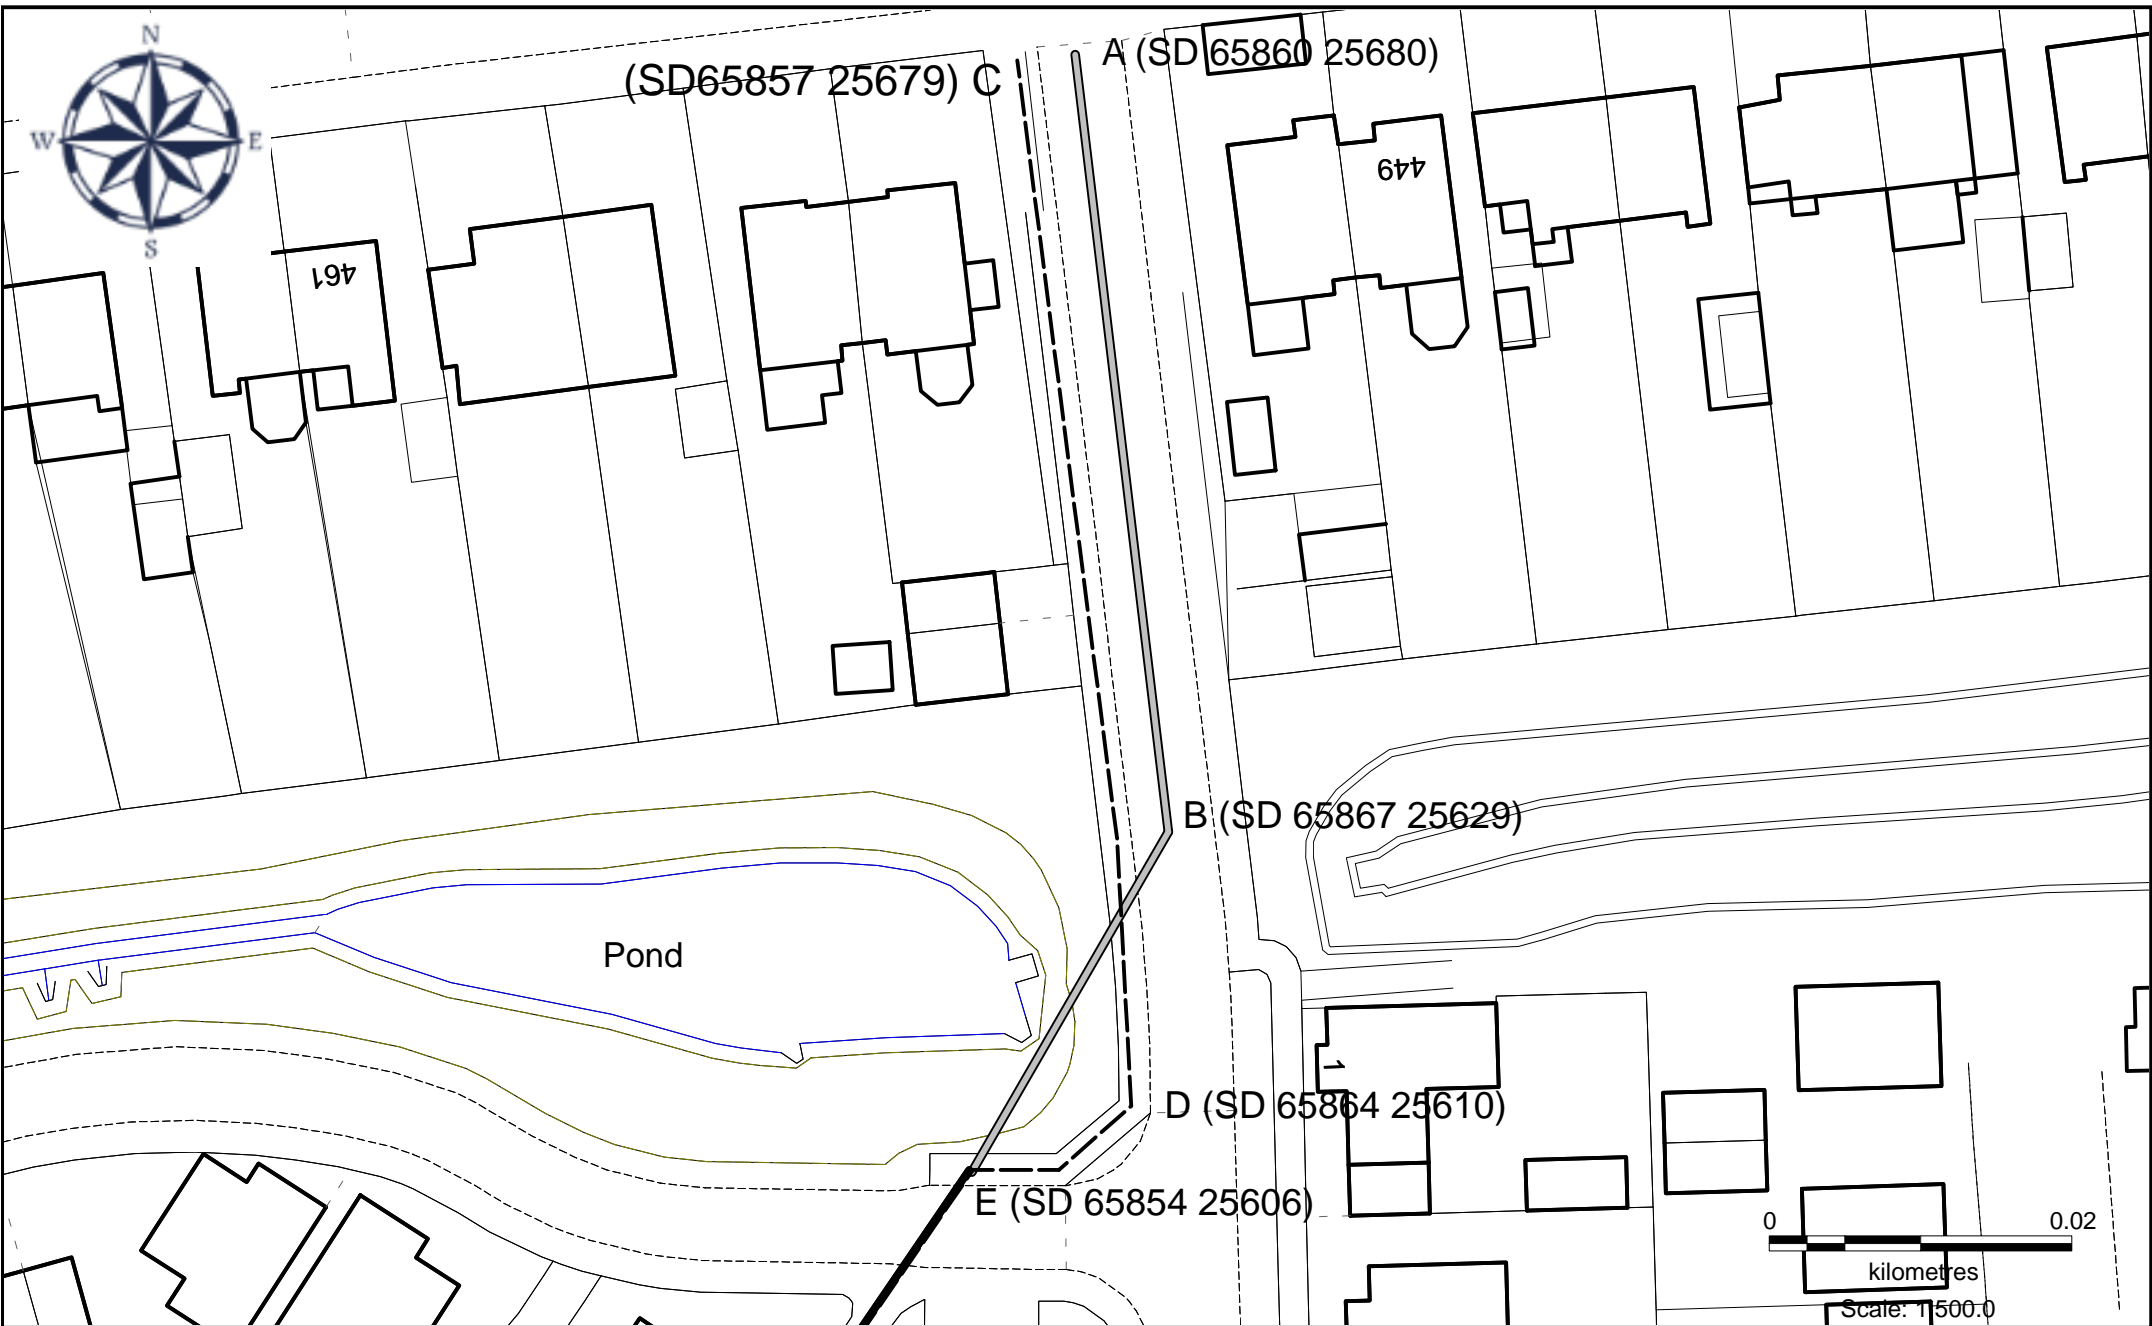 N
W E
S
A (SD 65860 25680)
(SD65857 25679) C
449
461
B (SD 65867 25629)
Pond
1
D (SD 65864 25610)
E (SD 65854 25606)
0 0.02
kilometres
Scale: 1:500.0